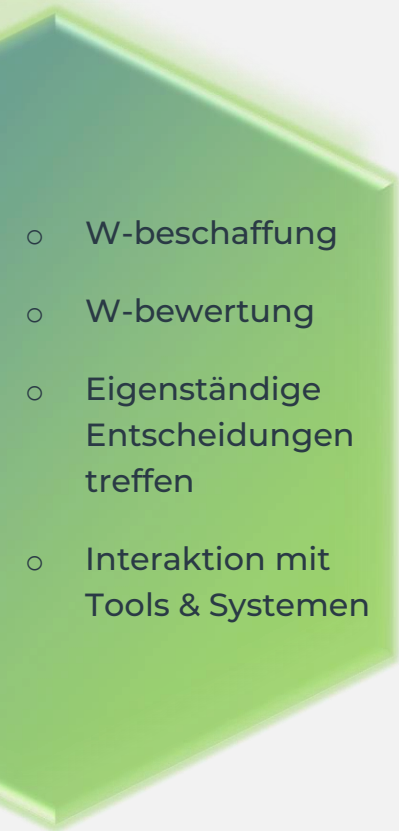 ○ W-beschaffung
○ W-bewertung
○ Eigenständige
Entscheidungen
treffen
○ Interaktion mit
Tools & Systemen